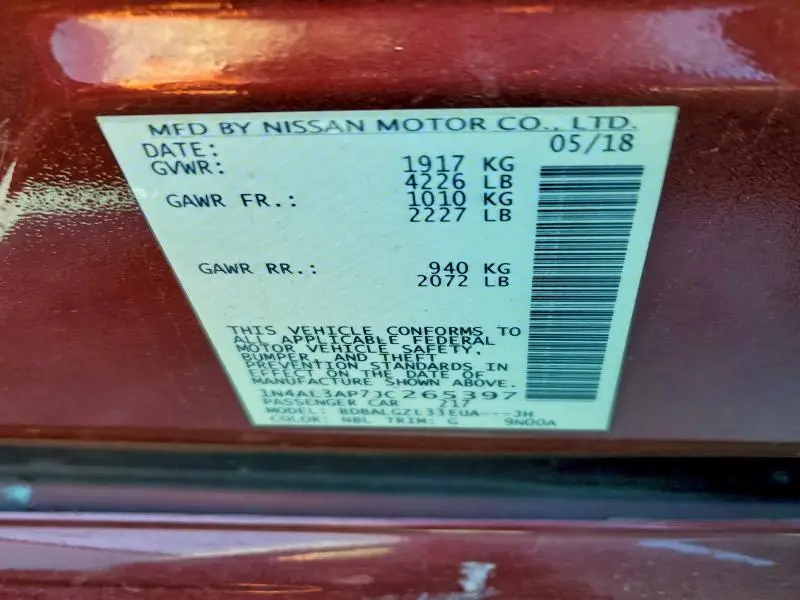 MFD BY NISSAN MOTOR CO., LTD.
DATE: 05/18
GVWR: 1917 KG
4226 LB
GAWR FR.: 1010 KG
2227 LB
GAWR RR.: 940 KG
2072 LB
THIS VEHICLE CONFORMS TO
ALL APPLICABLE FEDERAL
MOTOR VEHICLE SAFETY,
BUMPER, AND THEFT
PREVENTION STANDARDS IN
EFFECT ON THE DATE OF
MANUFACTURE SHOWN ABOVE.
1N4AL3AP7JC265397
PASSENGER CAR 217
MODEL: BDBALGZL33EUA---JH
COLOR: NBL TRIM: G 9N00A